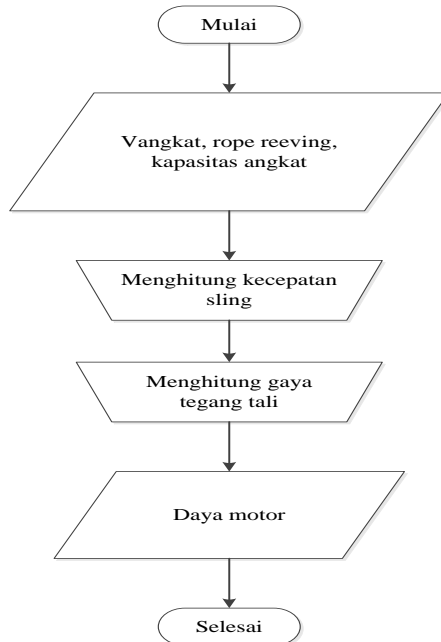 Mulai
Vangkat, rope reeving,
kapasitas angkat
Menghitung kecepatan
sling
Menghitung gaya
tegang tali
Daya motor
Selesai